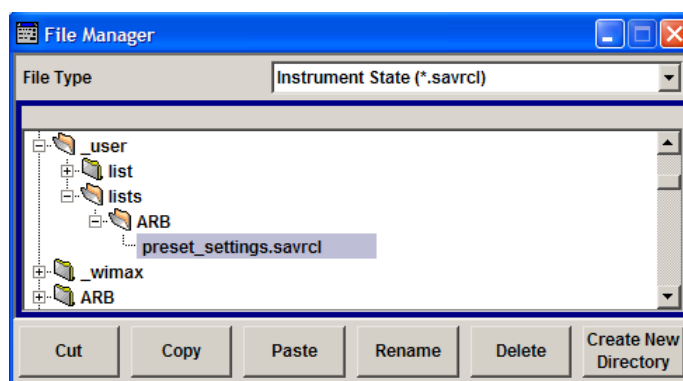 File Manager
File Type Instrument State (*.savrcl)
_user
list
lists
ARB
preset_settings.savrcl
_wimax
ARB
Cut Copy Paste Rename Delete Create New Directory